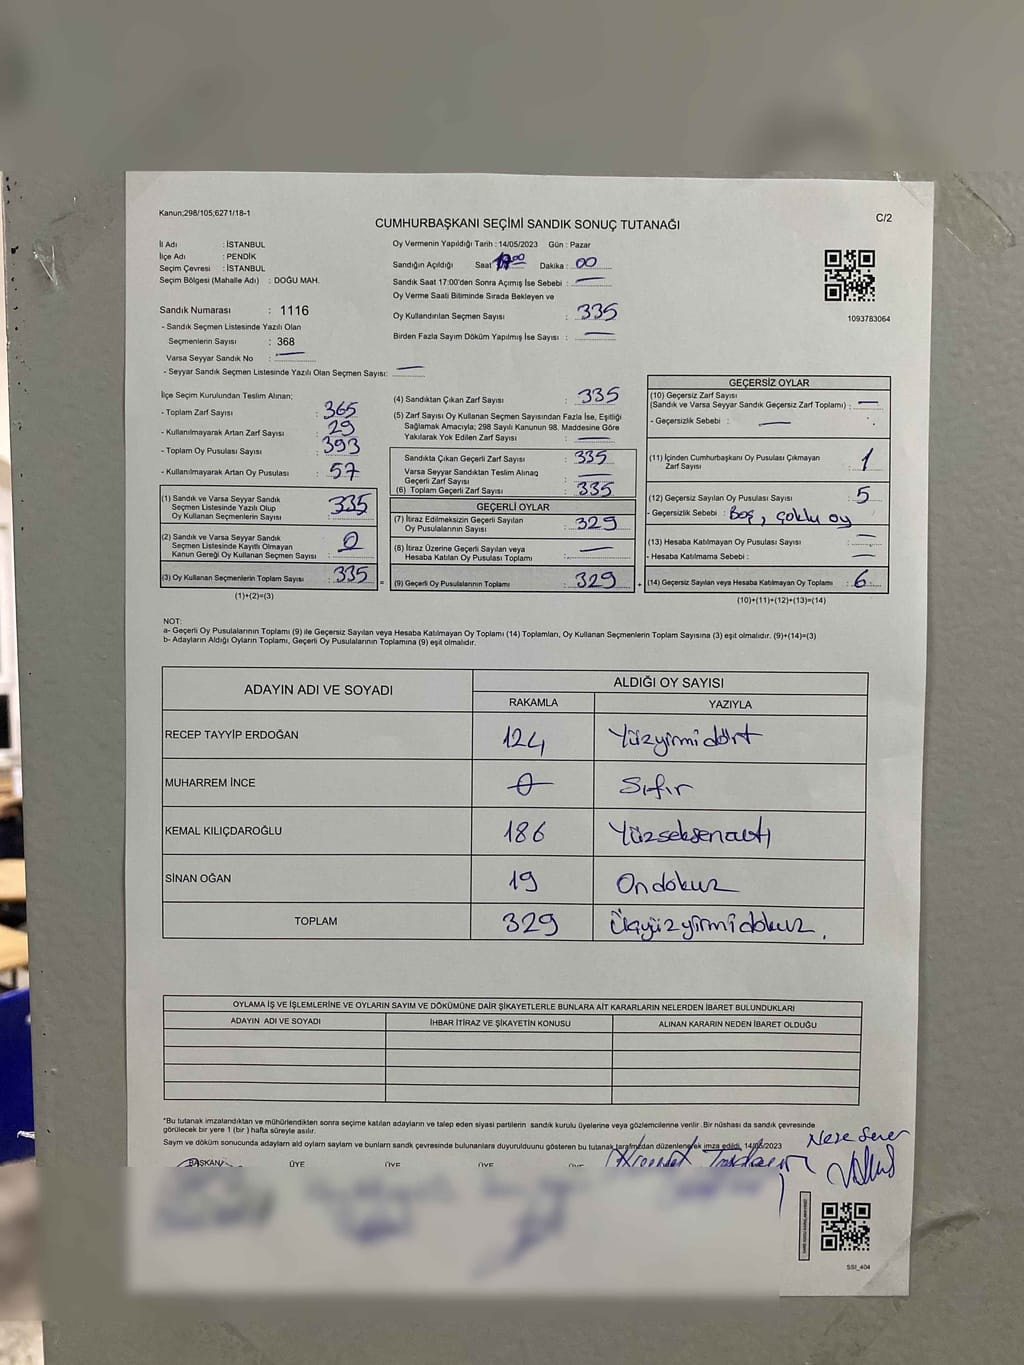 Kanun;298/105;6271/18-1
C/2
CUMHURBAŞKANI SEÇİMİ SANDIK SONUÇ TUTANAĞI
İl Adı : İSTANBUL
İlçe Adı : PENDİK
Seçim Çevresi : İSTANBUL
Seçim Bölgesi (Mahalle Adı) : DOĞU MAH.
Sandık Numarası : 1116
- Sandık Seçmen Listesinde Yazılı Olan
Seçmenlerin Sayısı : 368
Varsa Seyyar Sandık No : —
- Seyyar Sandık Seçmen Listesinde Yazılı Olan Seçmen Sayısı: —
Oy Vermenin Yapıldığı Tarih : 14/05/2023 Gün : Pazar
Sandığın Açıldığı Saat Dakika : 00
Sandık Saat 17:00'den Sonra Açımış İse Sebebi : —
Oy Verme Saati Bitiminde Sırada Bekleyen ve
Oy Kullandırılan Seçmen Sayısı : 335
Birden Fazla Sayım Döküm Yapılmış İse Sayısı : —
1093783064
İlçe Seçim Kurulundan Teslim Alınan;
- Toplam Zarf Sayısı : 365
- Kullanılmayarak Artan Zarf Sayısı : 29
- Toplam Oy Pusulası Sayısı : 393
- Kullanılmayarak Artan Oy Pusulası : 57
(1) Sandık ve Varsa Seyyar Sandık
Seçmen Listesinde Yazılı Olup
Oy Kullanan Seçmenlerin Sayısı : 335
(2) Sandık ve Varsa Seyyar Sandık
Seçmen Listesinde Kayıtlı Olmayan
Kanun Gereği Oy Kullanan Seçmen Sayısı : 0
(3) Oy Kullanan Seçmenlerin Toplam Sayısı : 335
(1)+(2)=(3)
=
(4) Sandıktan Çıkan Zarf Sayısı : 335
(5) Zarf Sayısı Oy Kullanan Seçmen Sayısından Fazla İse, Eşitliği
Sağlamak Amacıyla; 298 Sayılı Kanunun 98. Maddesine Göre
Yakılarak Yok Edilen Zarf Sayısı : —
Sandıkta Çıkan Geçerli Zarf Sayısı : 335
Varsa Seyyar Sandıktan Teslim Alınan
Geçerli Zarf Sayısı : —
(6) Toplam Geçerli Zarf Sayısı : 335
GEÇERLİ OYLAR
(7) İtiraz Edilmeksizin Geçerli Sayılan
Oy Pusulalarının Sayısı : 329
(8) İtiraz Üzerine Geçerli Sayılan veya
Hesaba Katılan Oy Pusulası Toplamı : —
(9) Geçerli Oy Pusulalarının Toplamı : 329
+
GEÇERSİZ OYLAR
(10) Geçersiz Zarf Sayısı
(Sandık ve Varsa Seyyar Sandık Geçersiz Zarf Toplamı) : —
- Geçersizlik Sebebi : —
(11) İçinden Cumhurbaşkanı Oy Pusulası Çıkmayan
Zarf Sayısı : 1
(12) Geçersiz Sayılan Oy Pusulası Sayısı : 5
- Geçersizlik Sebebi : Boş, çoklu oy
(13) Hesaba Katılmayan Oy Pusulası Sayısı : —
- Hesaba Katılmama Sebebi : —
(14) Geçersiz Sayılan veya Hesaba Katılmayan Oy Toplamı : 6
(10)+(11)+(12)+(13)=(14)
NOT:
a- Geçerli Oy Pusulalarının Toplamı (9) ile Geçersiz Sayılan veya Hesaba Katılmayan Oy Toplamı (14) Toplamları, Oy Kullanan Seçmenlerin Toplam Sayısına (3) eşit olmalıdır. (9)+(14)=(3)
b- Adayların Aldığı Oyların Toplamı, Geçerli Oy Pusulalarının Toplamına (9) eşit olmalıdır.
ADAYIN ADI VE SOYADI ALDIĞI OY SAYISI
RAKAMLA YAZIYLA
RECEP TAYYİP ERDOĞAN 124 Yüzyirmidört
MUHARREM İNCE 0 Sıfır
KEMAL KILIÇDAROĞLU 186 Yüzseksenaltı
SİNAN OĞAN 19 Ondokuz
TOPLAM 329 Üçyüzyirmidokuz.
OYLAMA İŞ VE İŞLEMLERİNE VE OYLARIN SAYIM VE DÖKÜMÜNE DAİR ŞİKAYETLERLE BUNLARA AİT KARARLARIN NELERDEN İBARET BULUNDUKLARI
ADAYIN ADI VE SOYADI İHBAR İTİRAZ VE ŞİKAYETİN KONUSU ALINAN KARARIN NEDEN İBARET OLDUĞU
*Bu tutanak imzalandıktan ve mühürlendikten sonra seçime katılan adayların ve talep eden siyasi partilerin sandık kurulu üyelerine veya gözlemcilerine verilir .Bir nüshası da sandık çevresinde
görülecek bir yere 1 (bir ) hafta süreyle asılır.
Sayım ve döküm sonucunda adayların ald oyların sayların ve bunların sandk çevresinde bulunanlara duyurulduunu gösteren bu tutanak tarafmzdan düzenlenerek imza edildi. 14/05/2023
BAŞKAN ÜYE ÜYE ÜYE
SSİ_404